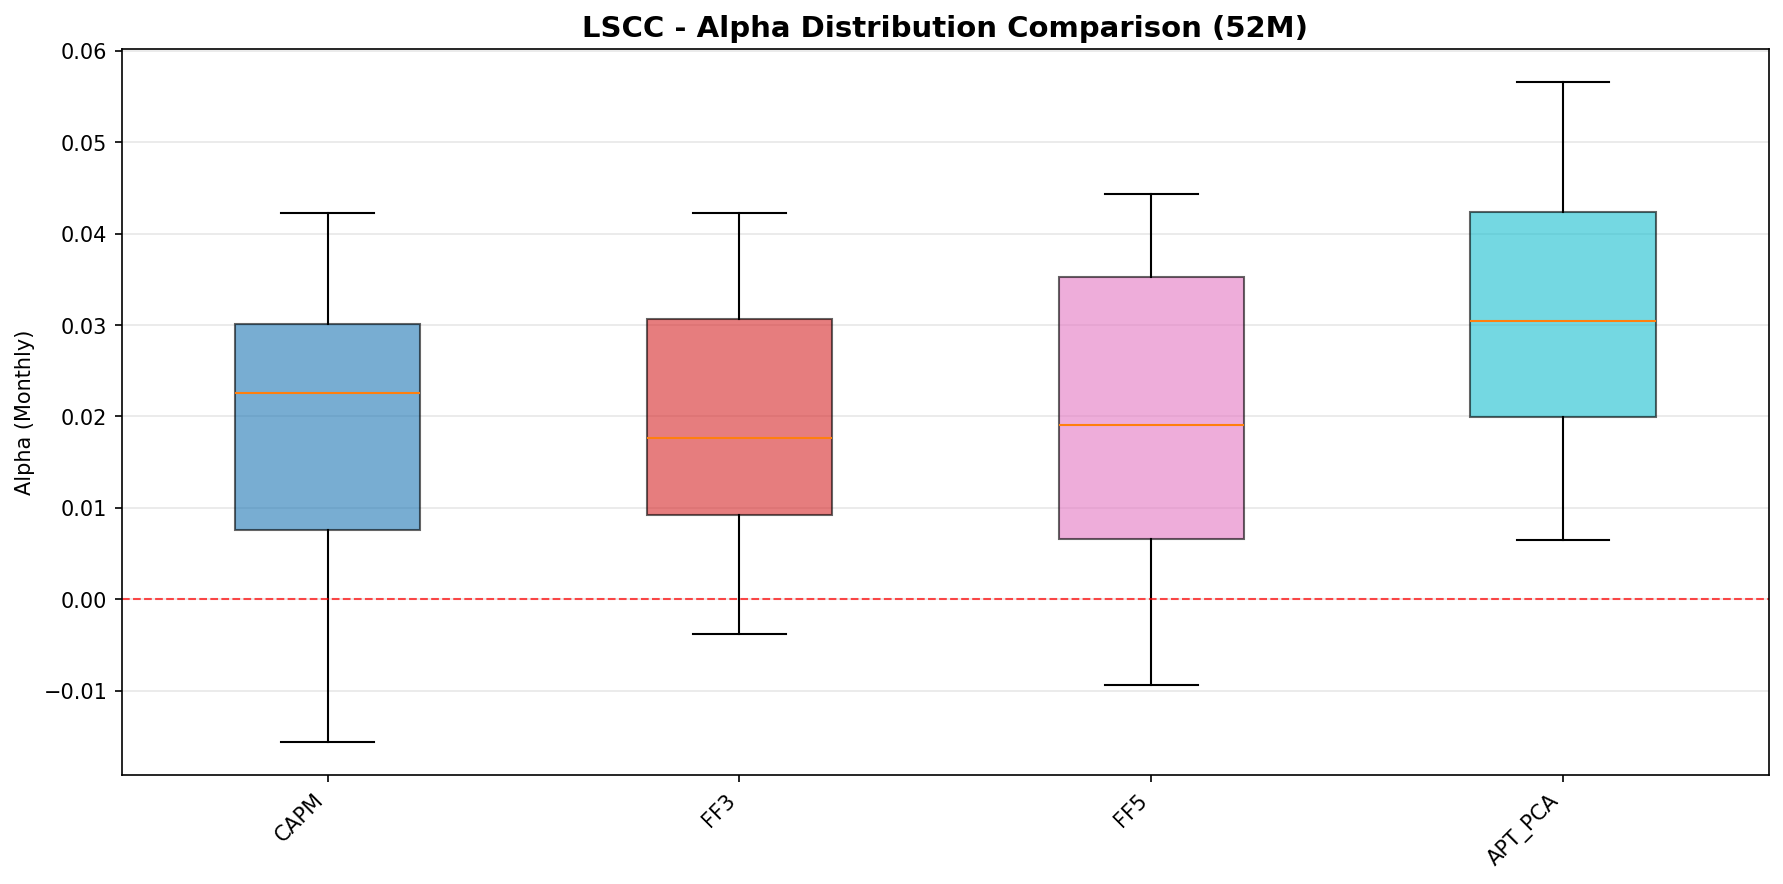 LSCC - Alpha Distribution Comparison (52M)
Alpha (Monthly)
0.06
0.05
0.04
0.03
0.02
0.01
0.00
−0.01
CAPM
FF3
FF5
APT_PCA